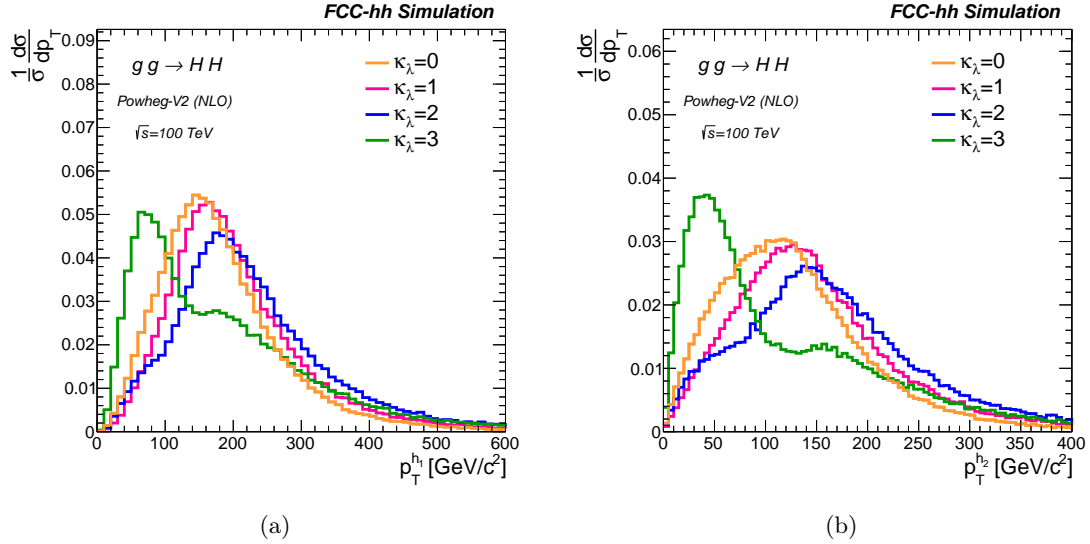 FCC-hh Simulation
1/σ dσ/dp_T
0.09
0.08
0.07
0.06
0.05
0.04
0.03
0.02
0.01
0
g g → H H
Powheg-V2 (NLO)
√s=100 TeV
κ_λ=0
κ_λ=1
κ_λ=2
κ_λ=3
0 100 200 300 400 500 600
p_T^{h_1} [GeV/c²]
(a)
FCC-hh Simulation
1/σ dσ/dp_T
0.06
0.05
0.04
0.03
0.02
0.01
0
g g → H H
Powheg-V2 (NLO)
√s=100 TeV
κ_λ=0
κ_λ=1
κ_λ=2
κ_λ=3
0 50 100 150 200 250 300 350 400
p_T^{h_2} [GeV/c²]
(b)